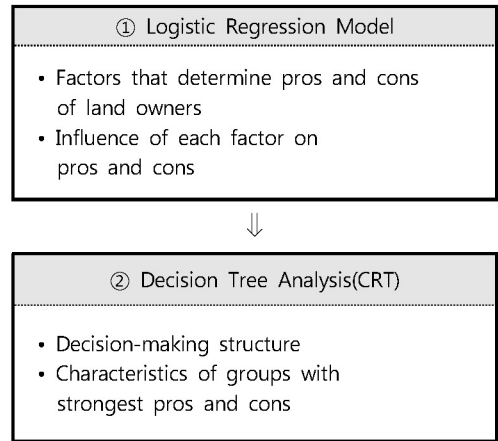 ① Logistic Regression Model
• Factors that determine pros and cons
of land owners
• Influence of each factor on
pros and cons
⇓
② Decision Tree Analysis(CRT)
• Decision-making structure
• Characteristics of groups with
strongest pros and cons